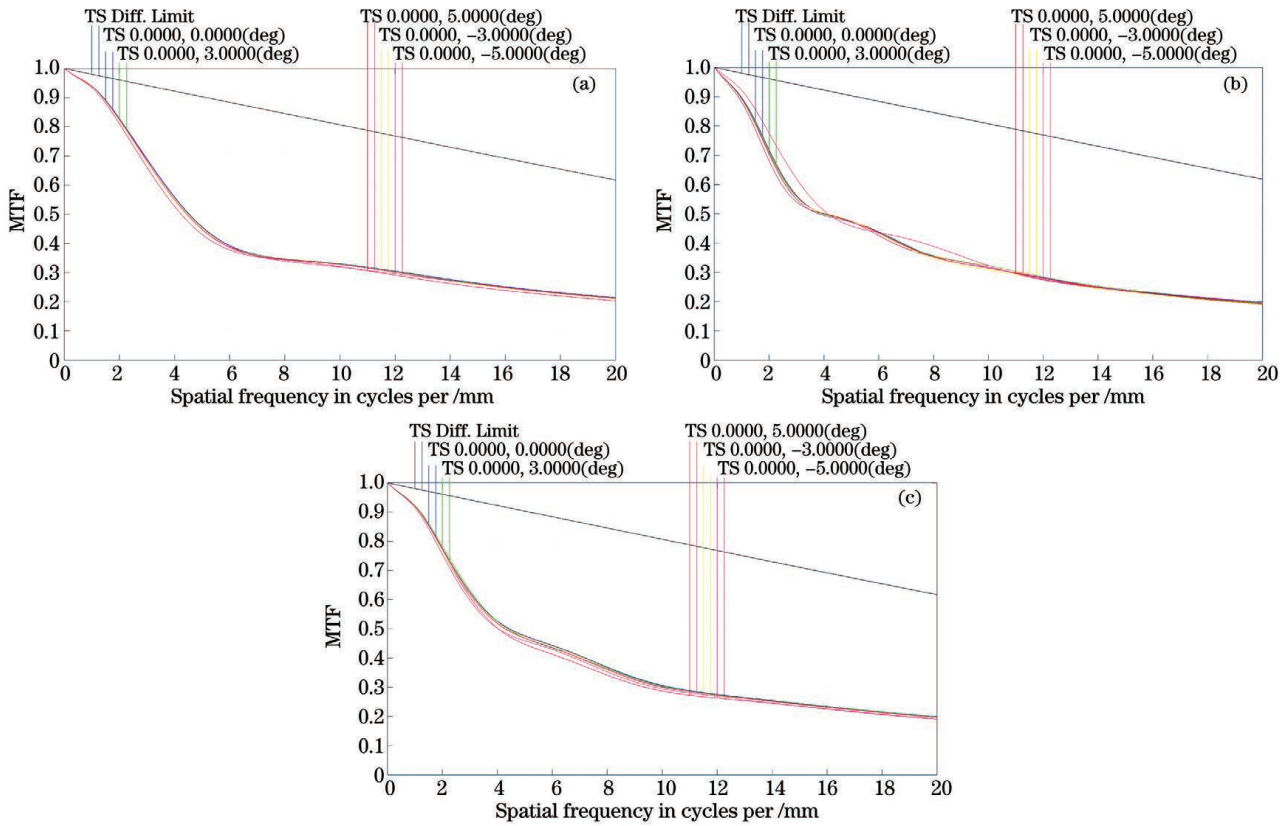 TS Diff. Limit
TS 0.0000, 0.0000(deg)
TS 0.0000, 3.0000(deg)
TS 0.0000, 5.0000(deg)
TS 0.0000, −3.0000(deg)
TS 0.0000, −5.0000(deg)
(a)
1.0
0.9
0.8
0.7
0.6
0.5
0.4
0.3
0.2
0.1
0
MTF
0 2 4 6 8 10 12 14 16 18 20
Spatial frequency in cycles per /mm
TS Diff. Limit
TS 0.0000, 0.0000(deg)
TS 0.0000, 3.0000(deg)
TS 0.0000, 5.0000(deg)
TS 0.0000, −3.0000(deg)
TS 0.0000, −5.0000(deg)
(b)
1.0
0.9
0.8
0.7
0.6
0.5
0.4
0.3
0.2
0.1
0
MTF
0 2 4 6 8 10 12 14 16 18 20
Spatial frequency in cycles per /mm
TS Diff. Limit
TS 0.0000, 0.0000(deg)
TS 0.0000, 3.0000(deg)
TS 0.0000, 5.0000(deg)
TS 0.0000, −3.0000(deg)
TS 0.0000, −5.0000(deg)
(c)
1.0
0.9
0.8
0.7
0.6
0.5
0.4
0.3
0.2
0.1
0
MTF
0 2 4 6 8 10 12 14 16 18 20
Spatial frequency in cycles per /mm